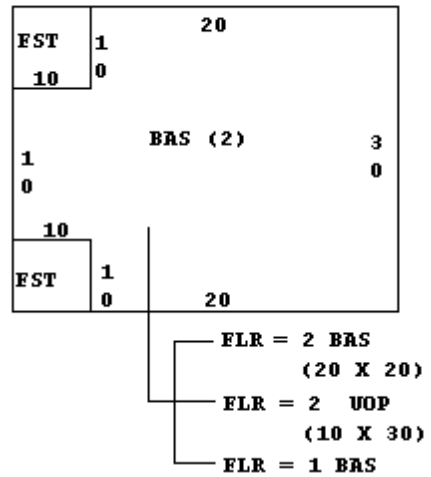 20
FST
1
0
10
BAS (2)
3
0
1
0
10
FST
1
0
20
FLR = 2 BAS
(20 X 20)
FLR = 2 UOP
(10 X 30)
FLR = 1 BAS